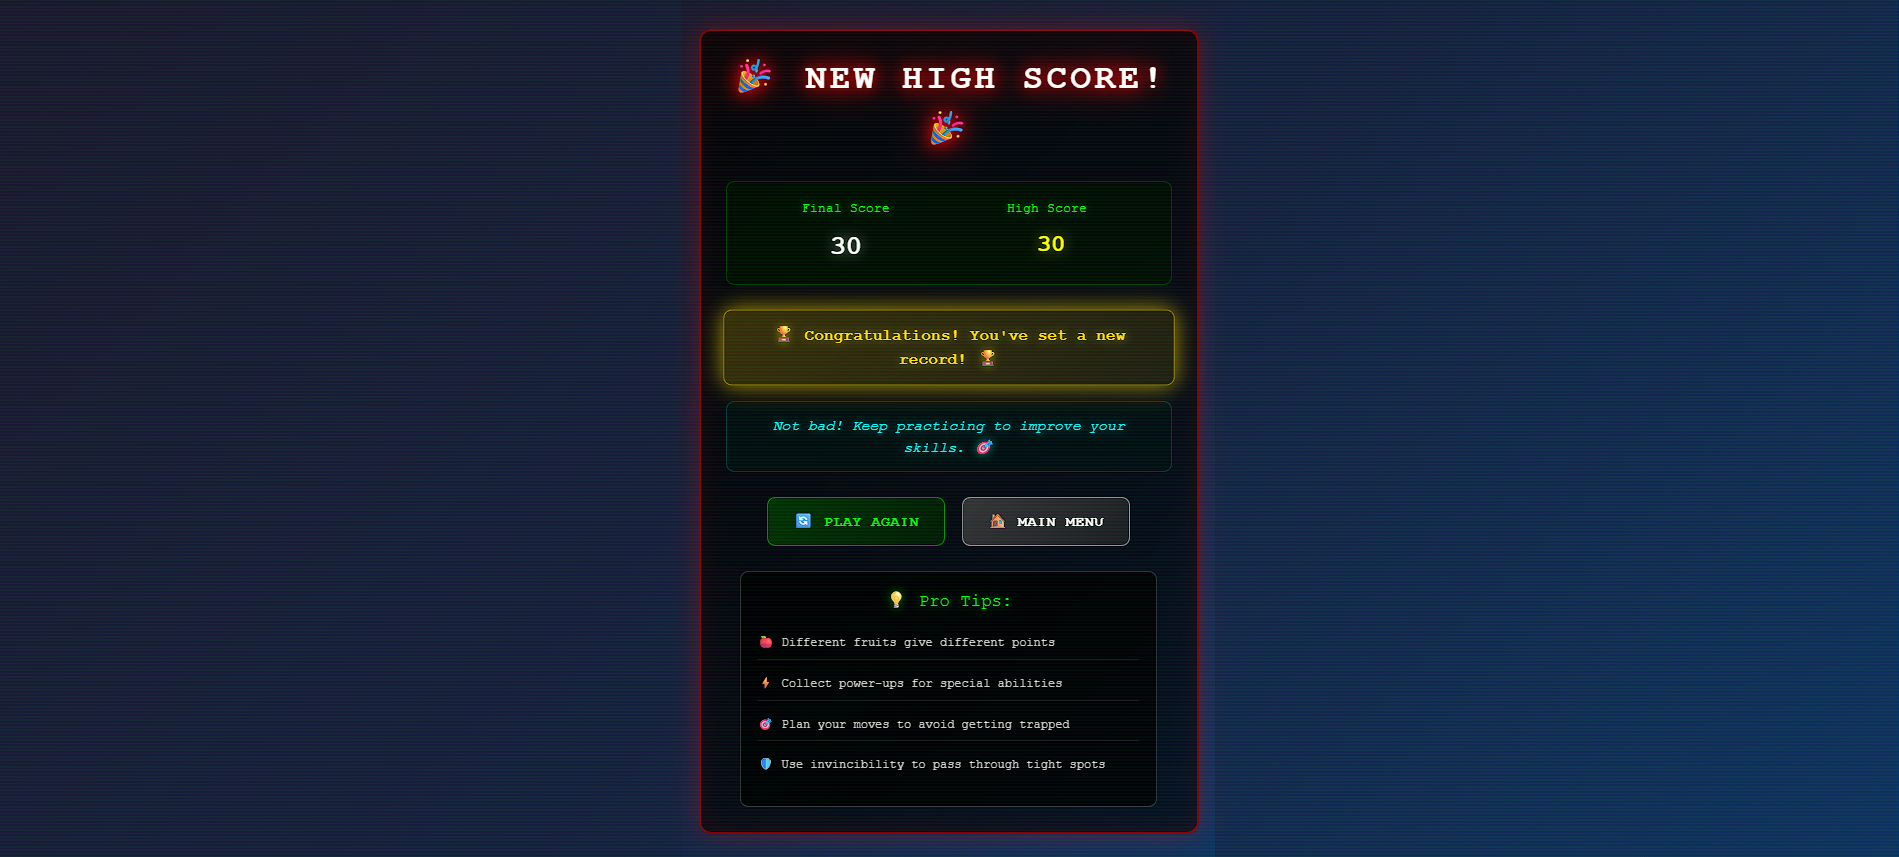 🎉 NEW HIGH SCORE!
🎉
Final Score
High Score
30
30
🏆 Congratulations! You've set a new
record! 🏆
Not bad! Keep practicing to improve your
skills. 🎯
🔄 PLAY AGAIN
🏠 MAIN MENU
💡 Pro Tips:
🍎 Different fruits give different points
⚡ Collect power-ups for special abilities
🎯 Plan your moves to avoid getting trapped
🛡️ Use invincibility to pass through tight spots